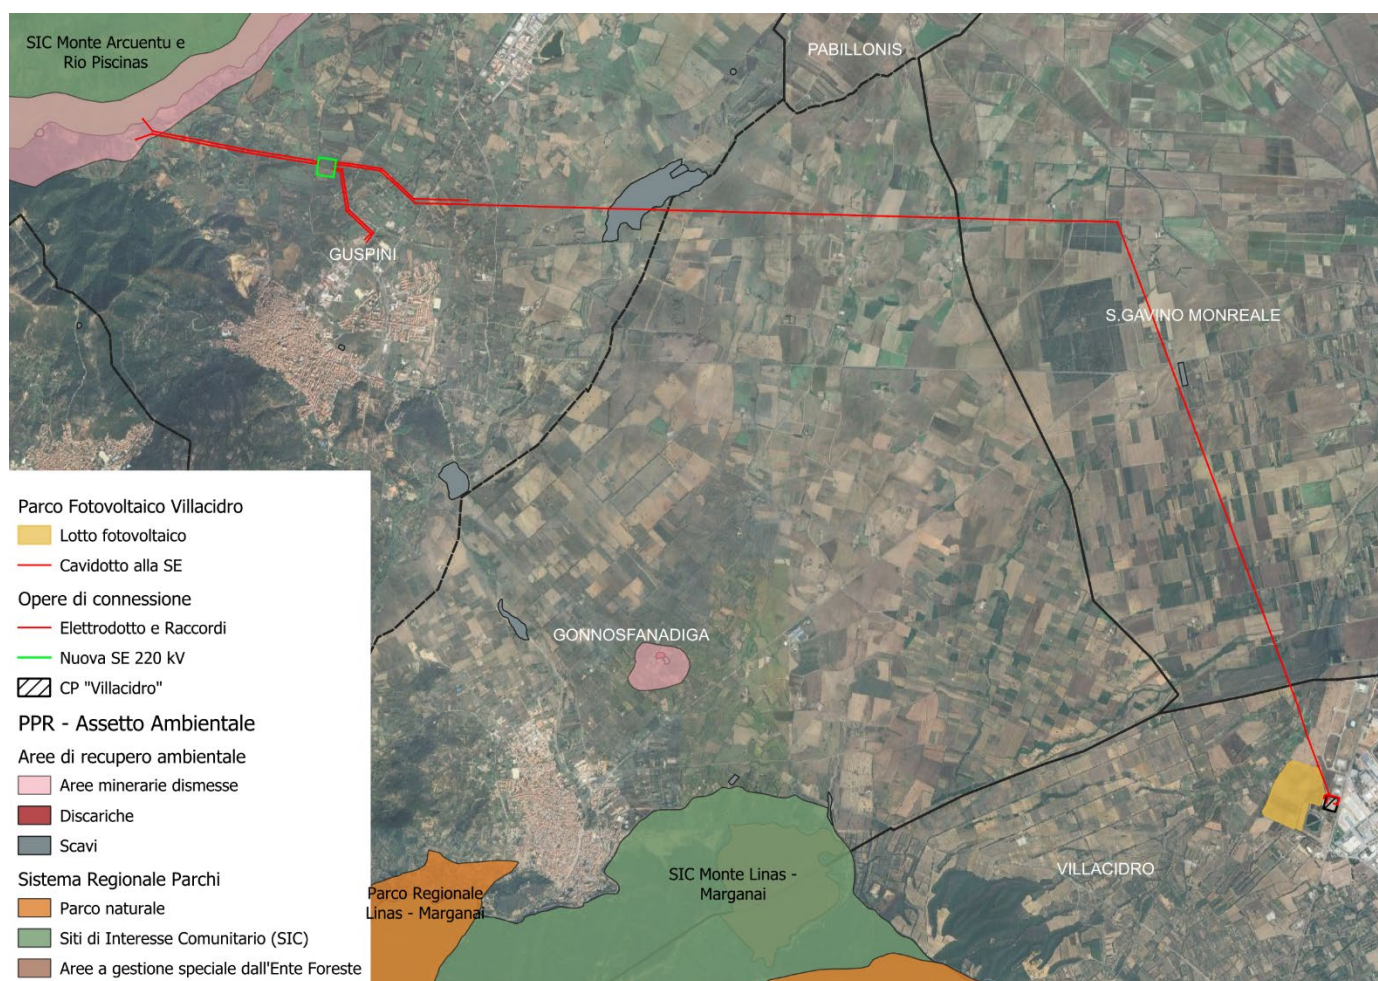 SIC Monte Arcuentu e
Rio Piscinas
PABILLONIS
GUSPINI
S.GAVINO MONREALE
GONNOSFANADIGA
VILLACIDRO
SIC Monte Linas -
Marganai
Parco Regionale
Linas - Marganai
Parco Fotovoltaico Villacidro
Lotto fotovoltaico
Cavidotto alla SE
Opere di connessione
Elettrodotto e Raccordi
Nuova SE 220 kV
CP "Villacidro"
PPR - Assetto Ambientale
Aree di recupero ambientale
Aree minerarie dismesse
Discariche
Scavi
Sistema Regionale Parchi
Parco naturale
Siti di Interesse Comunitario (SIC)
Aree a gestione speciale dall'Ente Foreste